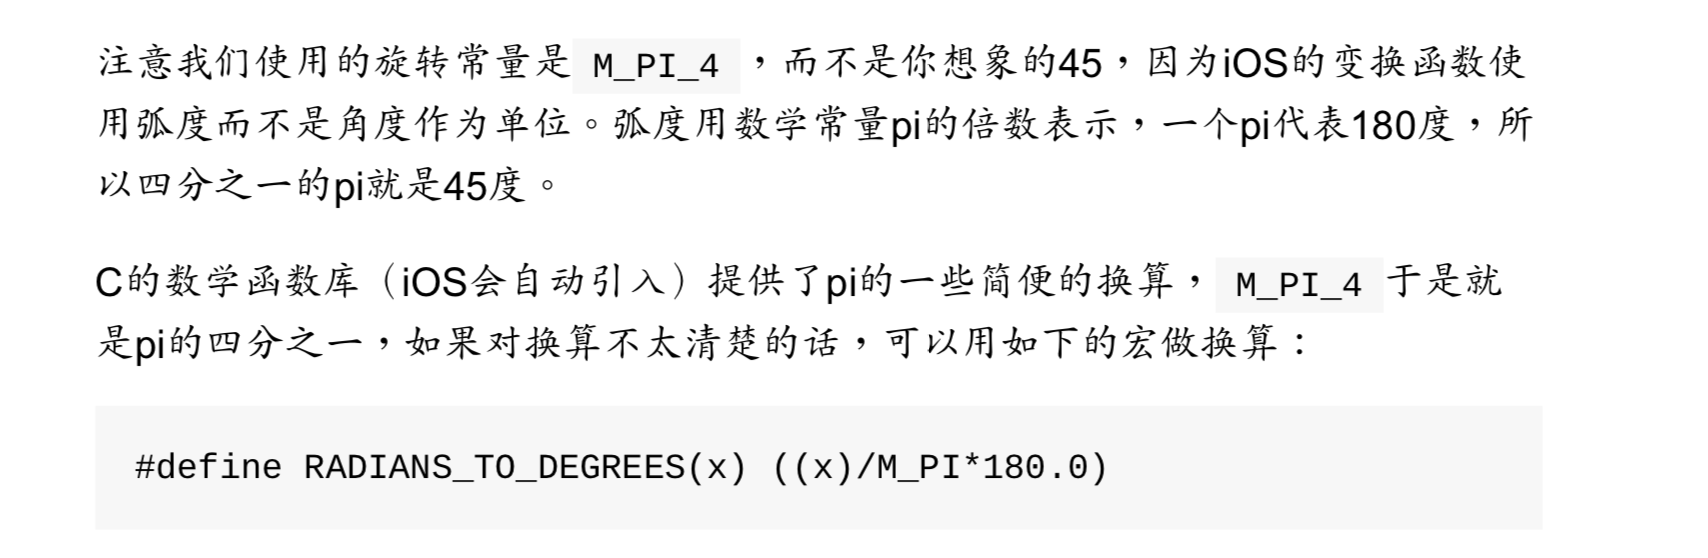 注意我们使用的旋转常量是 M_PI_4 ，而不是你想象的45，因为iOS的变换函数使
用弧度而不是角度作为单位。弧度用数学常量pi的倍数表示，一个pi代表180度，所
以四分之一的pi就是45度。
C的数学函数库（iOS会自动引入）提供了pi的一些简便的换算， M_PI_4 于是就
是pi的四分之一，如果对换算不太清楚的话，可以用如下的宏做换算：
#define RADIANS_TO_DEGREES(x) ((x)/M_PI*180.0)